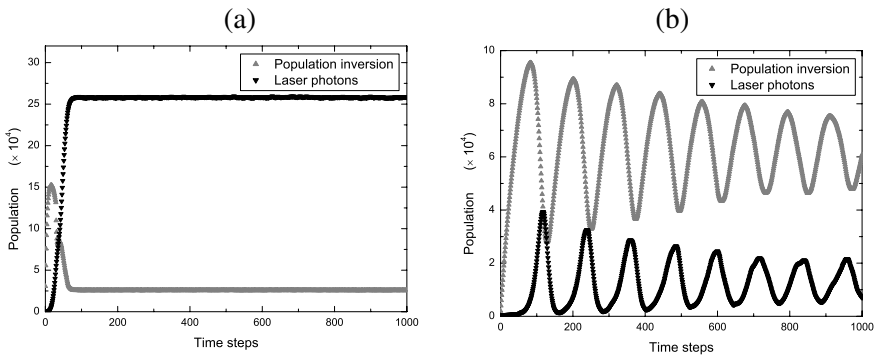 (a)
Population inversion
Laser photons
Population (× 10⁴)
30
25
20
15
10
5
0
0 200 400 600 800 1000
Time steps
(b)
Population inversion
Laser photons
Population (× 10⁴)
10
8
6
4
2
0
0 200 400 600 800 1000
Time steps